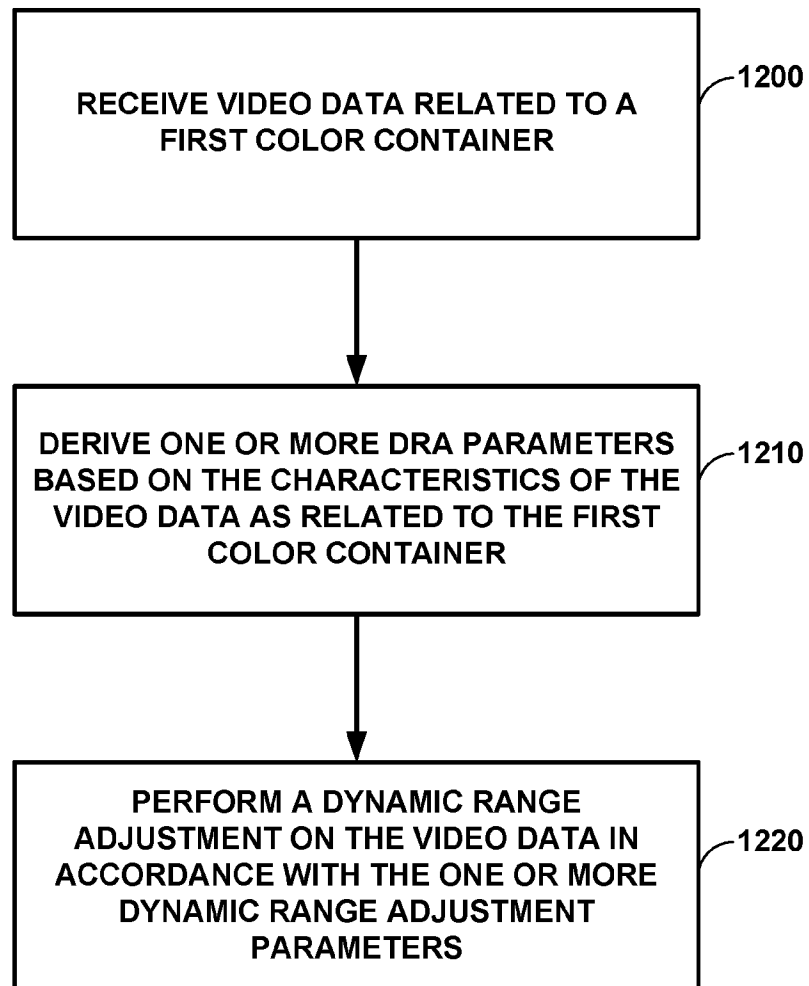 RECEIVE VIDEO DATA RELATED TO A
FIRST COLOR CONTAINER
1200
DERIVE ONE OR MORE DRA PARAMETERS
BASED ON THE CHARACTERISTICS OF THE
VIDEO DATA AS RELATED TO THE FIRST
COLOR CONTAINER
1210
PERFORM A DYNAMIC RANGE
ADJUSTMENT ON THE VIDEO DATA IN
ACCORDANCE WITH THE ONE OR MORE
DYNAMIC RANGE ADJUSTMENT
PARAMETERS
1220